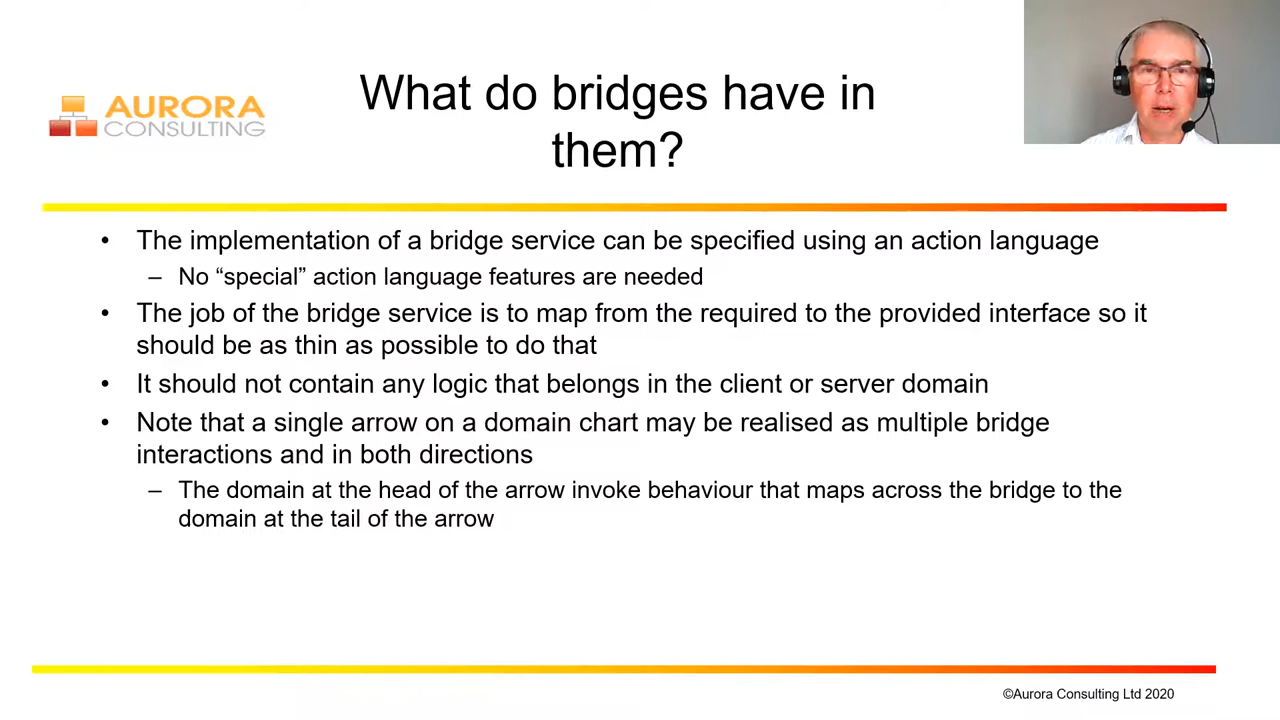 AURORA
CONSULTING
What do bridges have in
them?
• The implementation of a bridge service can be specified using an action language
– No “special” action language features are needed
• The job of the bridge service is to map from the required to the provided interface so it
should be as thin as possible to do that
• It should not contain any logic that belongs in the client or server domain
• Note that a single arrow on a domain chart may be realised as multiple bridge
interactions and in both directions
– The domain at the head of the arrow invoke behaviour that maps across the bridge to the
domain at the tail of the arrow
©Aurora Consulting Ltd 2020